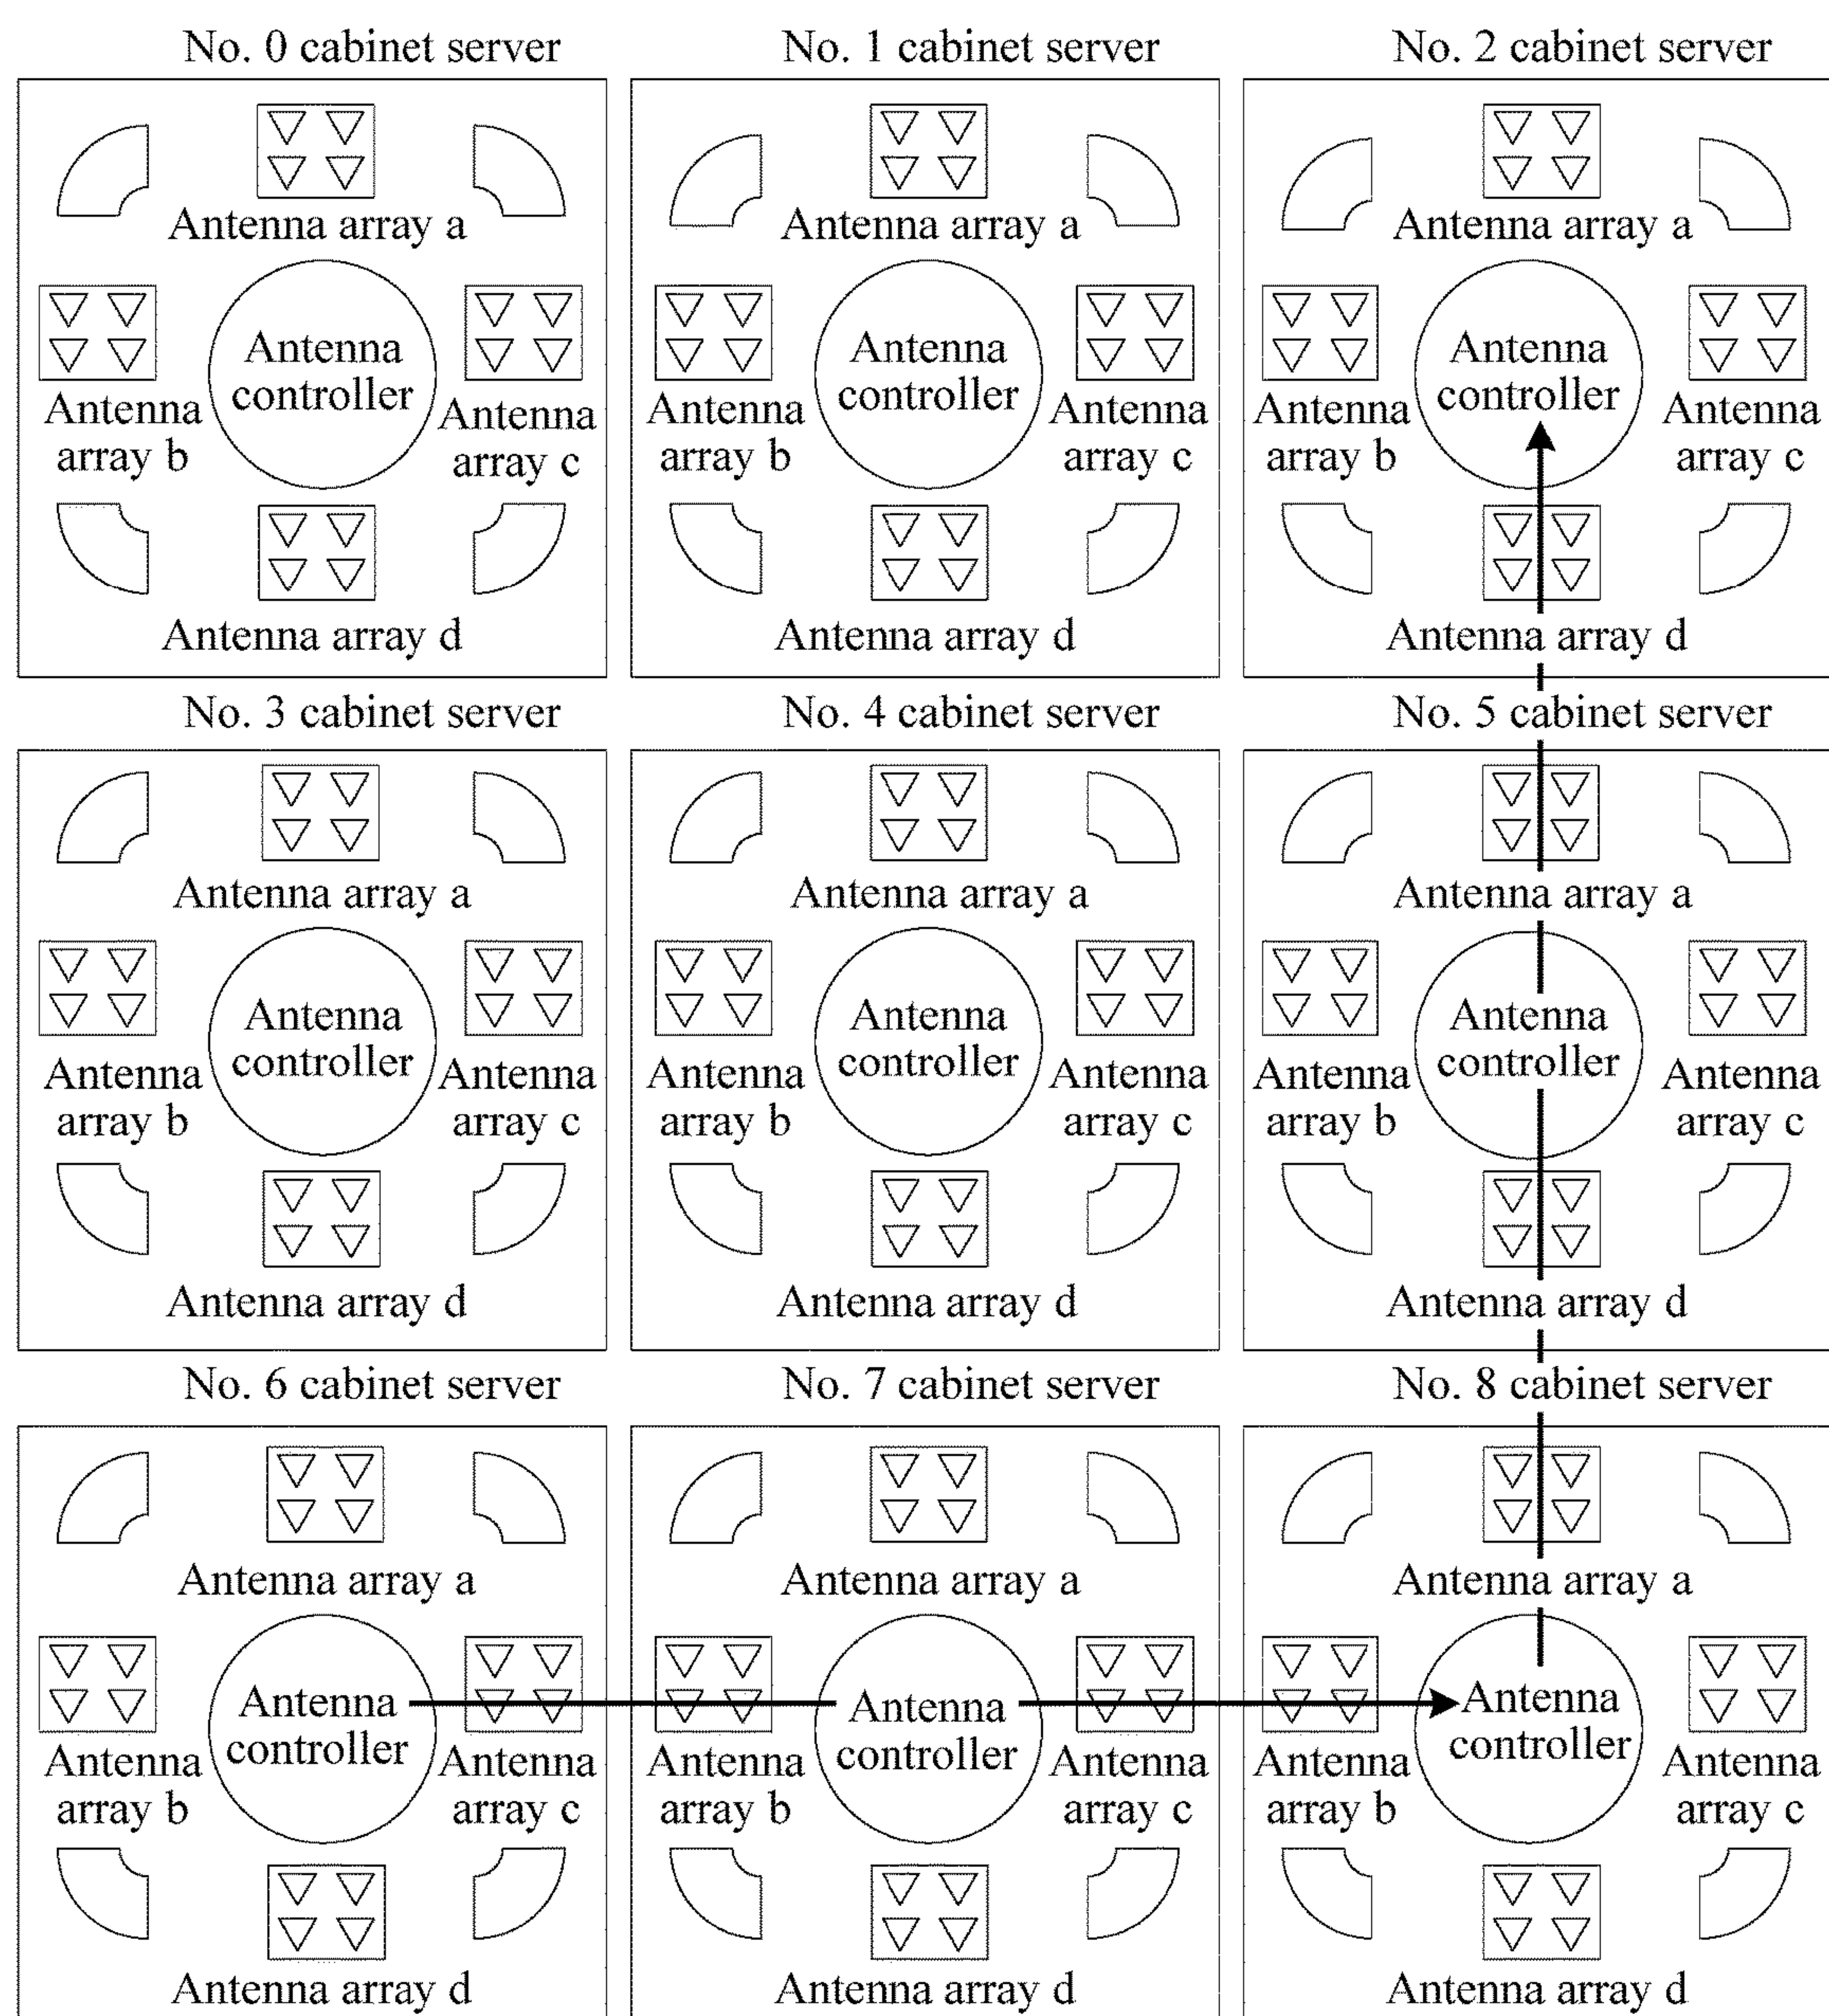 No. 0 cabinet server
Antenna array a
Antenna
controller
Antenna
array b
Antenna
array c
Antenna array d
No. 1 cabinet server
Antenna array a
Antenna
controller
Antenna
array b
Antenna
array c
Antenna array d
No. 2 cabinet server
Antenna array a
Antenna
controller
Antenna
array b
Antenna
array c
Antenna array d
No. 3 cabinet server
Antenna array a
Antenna
controller
Antenna
array b
Antenna
array c
Antenna array d
No. 4 cabinet server
Antenna array a
Antenna
controller
Antenna
array b
Antenna
array c
Antenna array d
No. 5 cabinet server
Antenna array a
Antenna
controller
Antenna
array b
Antenna
array c
Antenna array d
No. 6 cabinet server
Antenna array a
Antenna
controller
Antenna
array b
Antenna
array c
Antenna array d
No. 7 cabinet server
Antenna array a
Antenna
controller
Antenna
array b
Antenna
array c
Antenna array d
No. 8 cabinet server
Antenna array a
Antenna
controller
Antenna
array b
Antenna
array c
Antenna array d